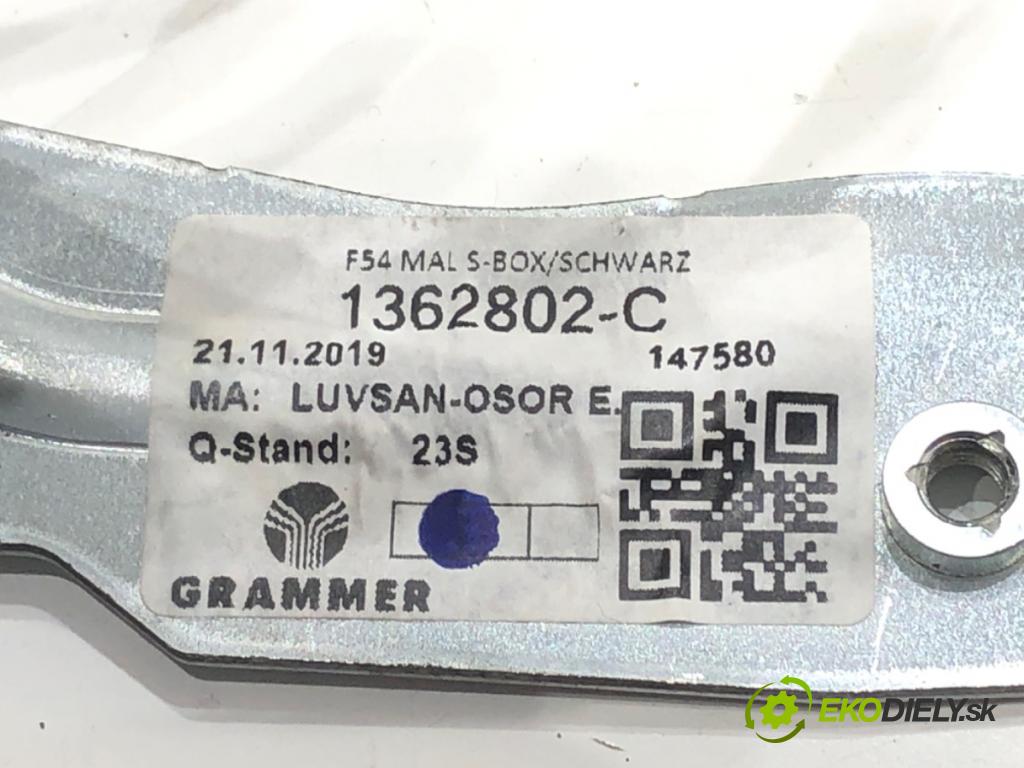 F54 MAL S-BOX/SCHWARZ
1362802-C
21.11.2019 147580
MA: LUVSAN-OSOR E.
Q-Stand: 23S
GRAMMER
EKODIELY.sk